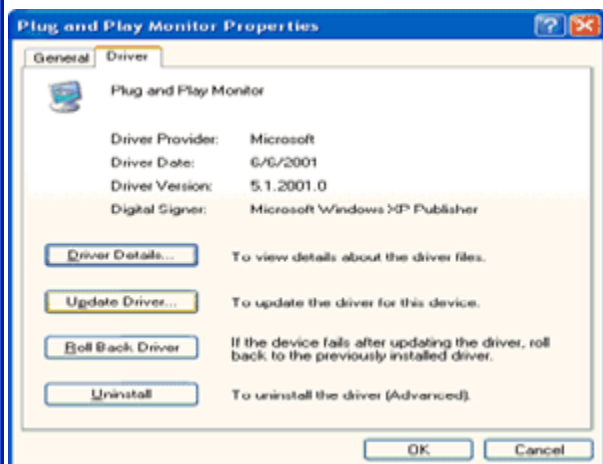 Plug and Play Monitor Properties
General Driver
Plug and Play Monitor
Driver Provider: Microsoft
Driver Date: 6/6/2001
Driver Version: 5.1.2001.0
Digital Signer: Microsoft Windows XP Publisher
Driver Details... To view details about the driver files.
Update Driver... To update the driver for this device.
Roll Back Driver If the device fails after updating the driver, roll
back to the previously installed driver.
Uninstall To uninstall the driver (Advanced).
OK Cancel